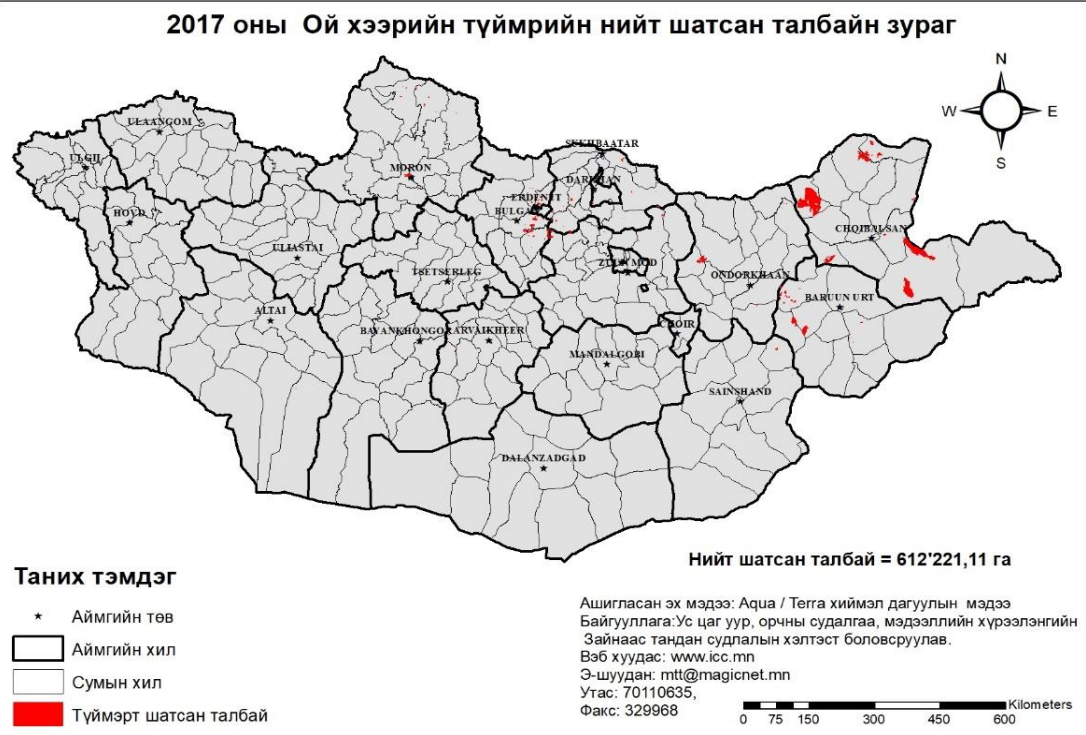 2017 оны Ой хээрийн түймрийн нийт шатсан талбайн зураг
N
W
E
S
ULAANGOM
ULGII
HOVD
ULIASTAI
ALTAI
MORON
SUKHBAATAR
DARKHAN
ERDENET
BULGAN
TSETSERLEG
ZUUN MOD
BAYANKHONGOR
ARVAIKHEER
CHOIR
MANDALGOBI
ONDORKHAAN
CHOIBALSAN
BARUUN URT
SAINSHAND
DALANZADGAD
Нийт шатсан талбай = 612'221,11 га
Таних тэмдэг
Аймгийн төв
Аймгийн хил
Сумын хил
Түймэрт шатсан талбай
Ашигласан эх мэдээ: Aqua / Terra хиймэл дагуулын мэдээ
Байгууллага:Ус цаг уур, орчны судалгаа, мэдээллийн хүрээлэнгийн
Зайнаас тандан судлалын хэлтэст боловсруулав.
Вэб хуудас: www.icc.mn
Э-шуудан: mtt@magicnet.mn
Утас: 70110635,
Факс: 329968
Kilometers
0 75 150 300 450 600